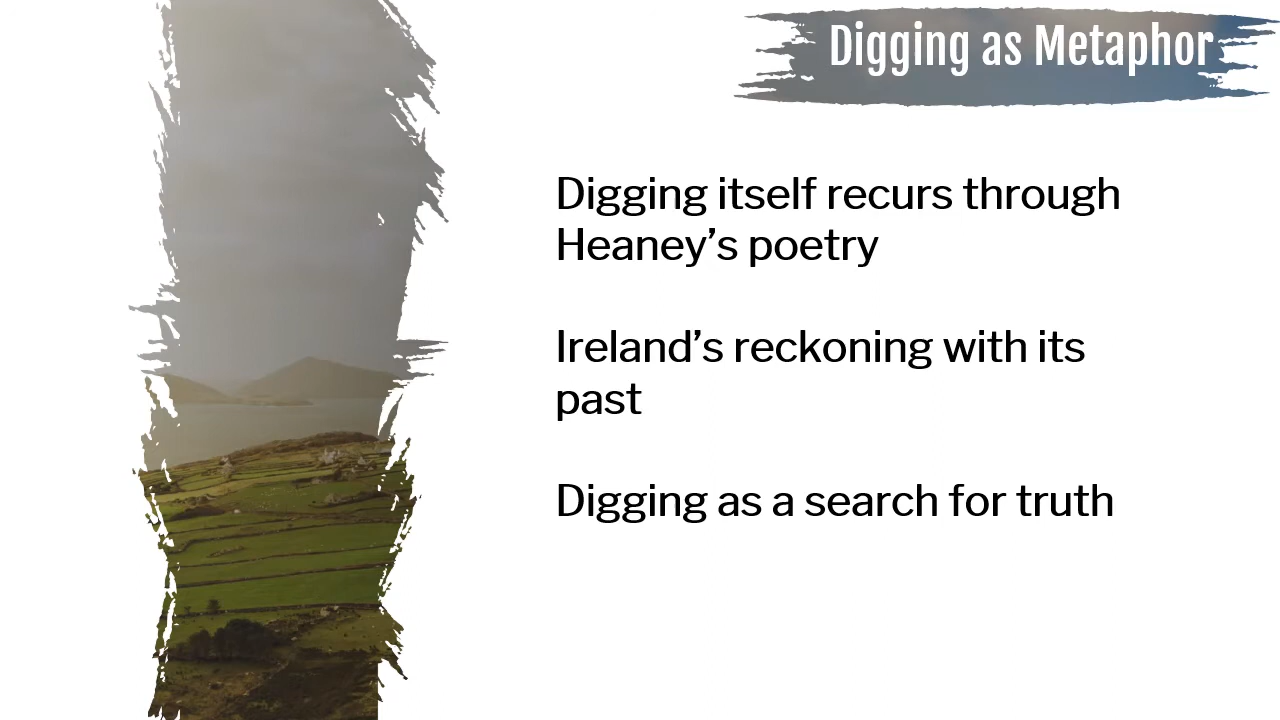 Digging as Metaphor
Digging itself recurs through
Heaney’s poetry
Ireland’s reckoning with its
past
Digging as a search for truth